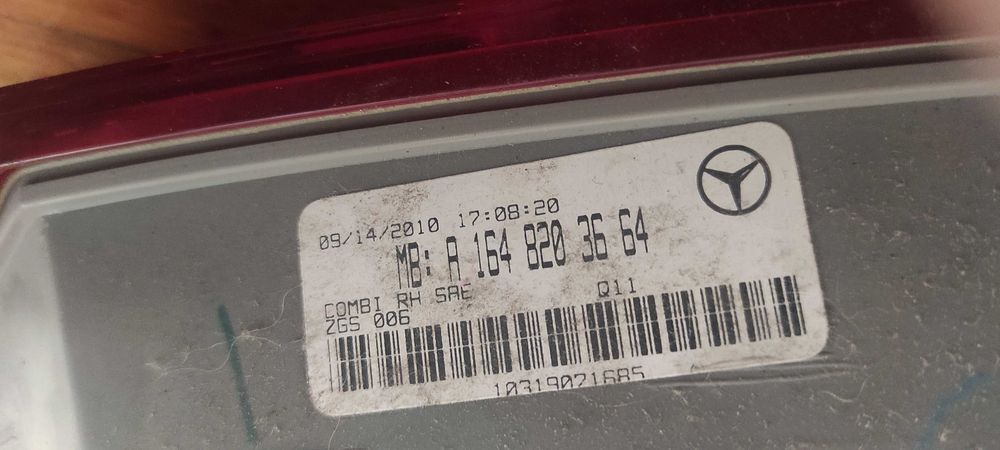 09/14/2010 17:08:20
MB: A 164 820 36 64
COMBI RH SAE Q11
ZGS 006
10319021685